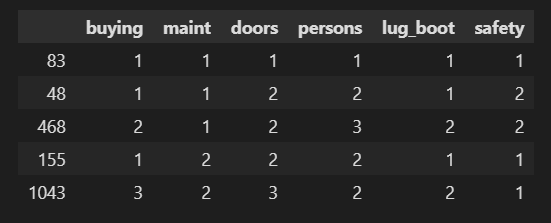 buying maint doors persons lug_boot safety
83 1 1 1 1 1 1
48 1 1 2 2 1 2
468 2 1 2 3 2 2
155 1 2 2 2 1 1
1043 3 2 3 2 2 1